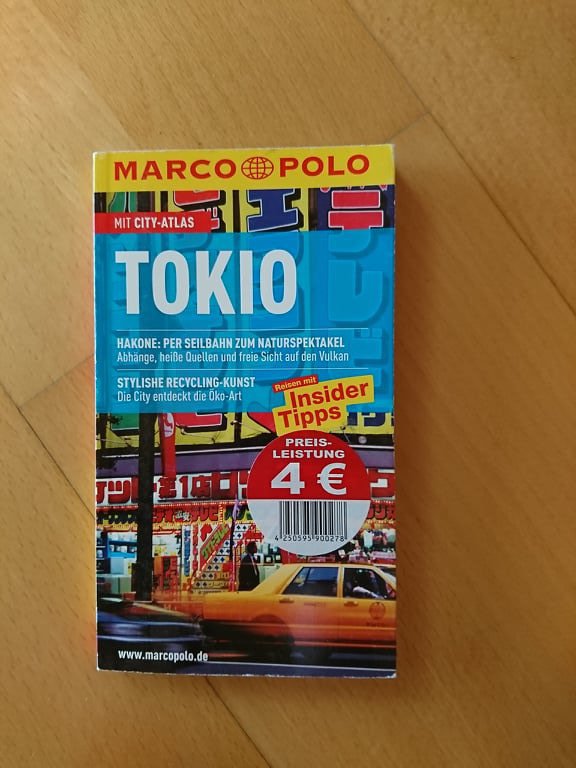 MARCO POLO
MIT CITY-ATLAS
TOKIO
HAKONE: PER SEILBAHN ZUM NATURSPEKTAKEL
Abhänge, heiße Quellen und freie Sicht auf den Vulkan
STYLISHE RECYCLING-KUNST
Die City entdeckt die Öko-Art
Reisen mit
Insider
Tipps
PREIS-
LEISTUNG
4 €
4 250595 900278
www.marcopolo.de